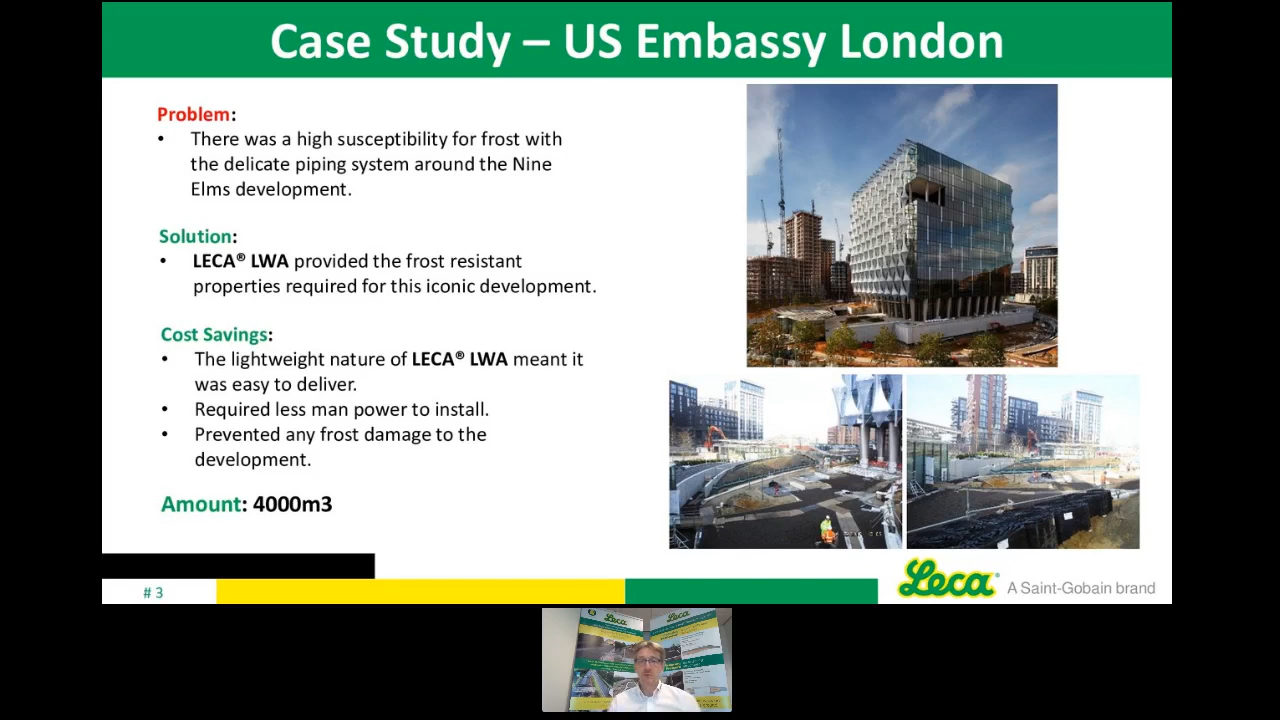 Case Study – US Embassy London
Problem:
• There was a high susceptibility for frost with
the delicate piping system around the Nine
Elms development.
Solution:
• LECA® LWA provided the frost resistant
properties required for this iconic development.
Cost Savings:
• The lightweight nature of LECA® LWA meant it
was easy to deliver.
• Required less man power to install.
• Prevented any frost damage to the
development.
Amount: 4000m3
# 3
Leca® A Saint-Gobain brand
Leca
Leca